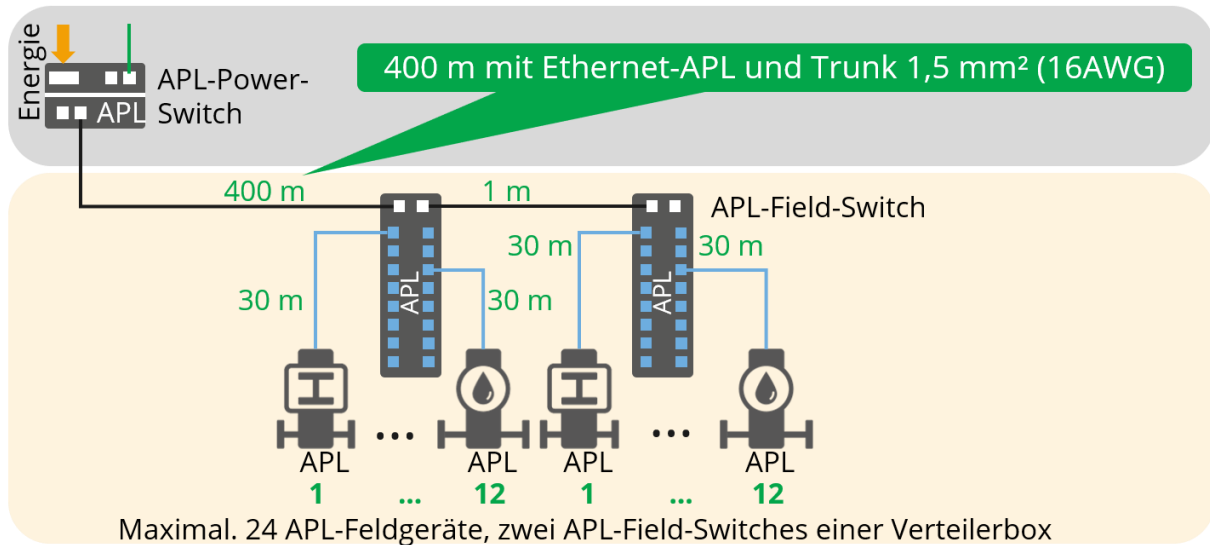 Energie
APL-Power-
Switch
APL
400 m mit Ethernet-APL und Trunk 1,5 mm² (16AWG)
400 m
1 m
APL-Field-Switch
30 m
30 m
30 m
30 m
APL
APL
APL
APL
APL
APL
...
...
1
...
12
1
...
12
Maximal. 24 APL-Feldgeräte, zwei APL-Field-Switches einer Verteilerbox